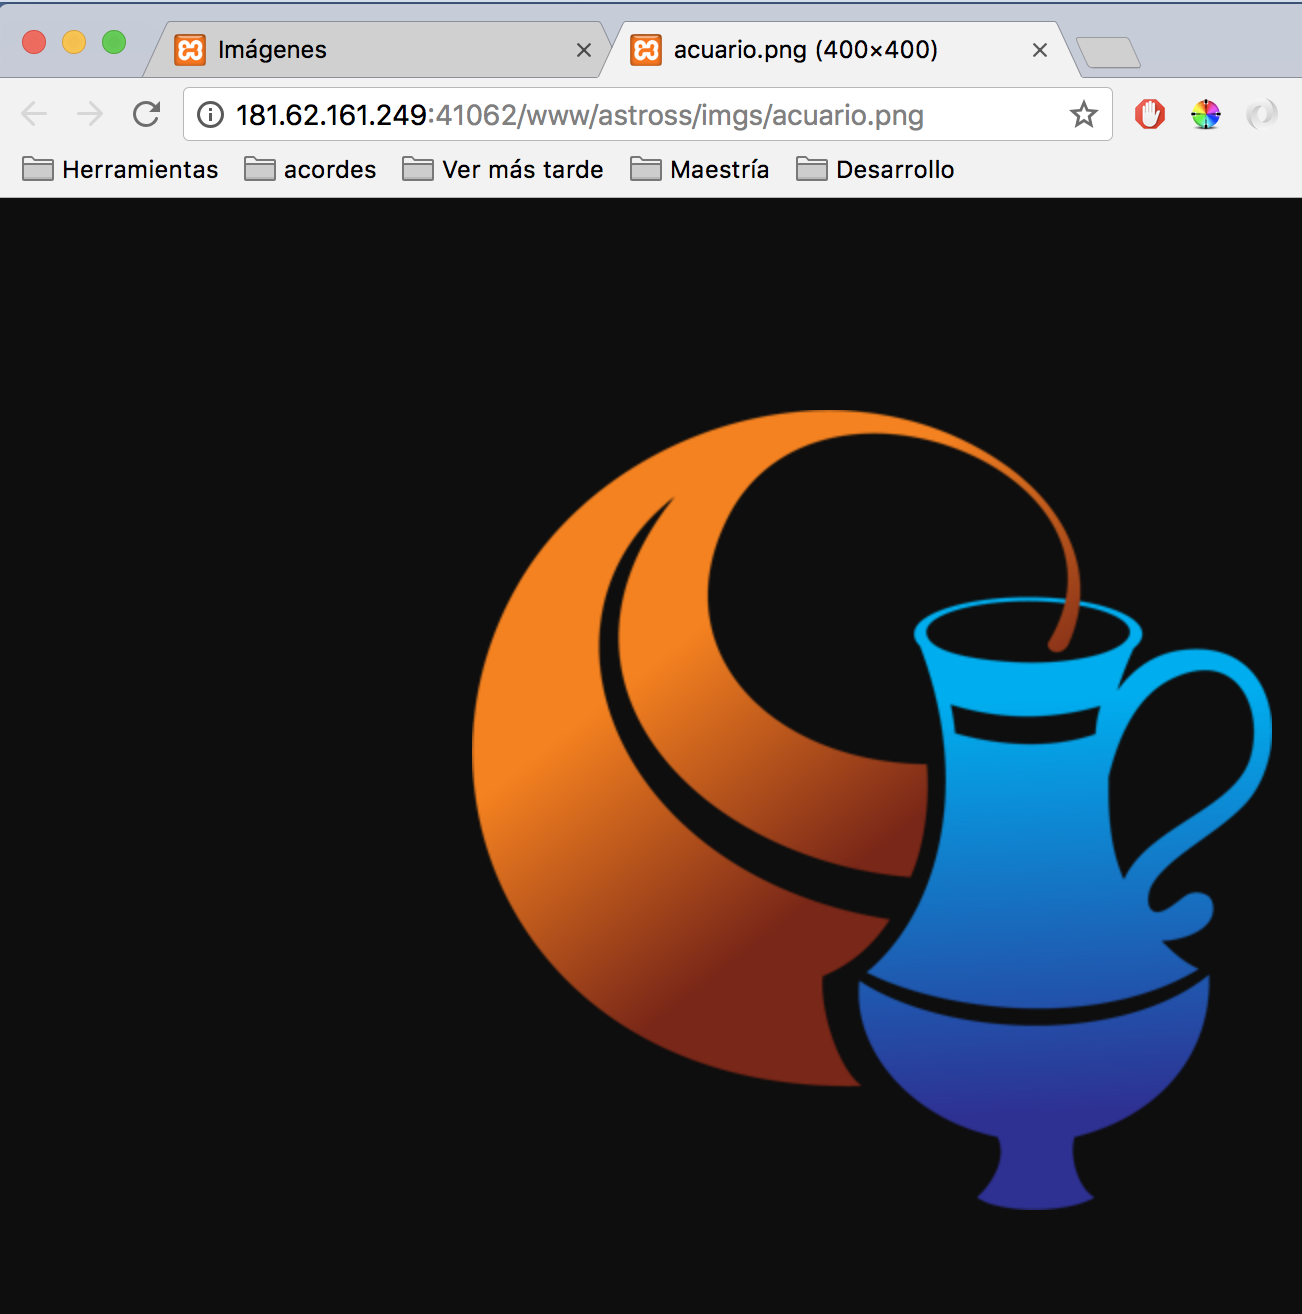 Imágenes
acuario.png (400×400)
181.62.161.249:41062/www/astross/imgs/acuario.png
Herramientas acordes Ver más tarde Maestría Desarrollo